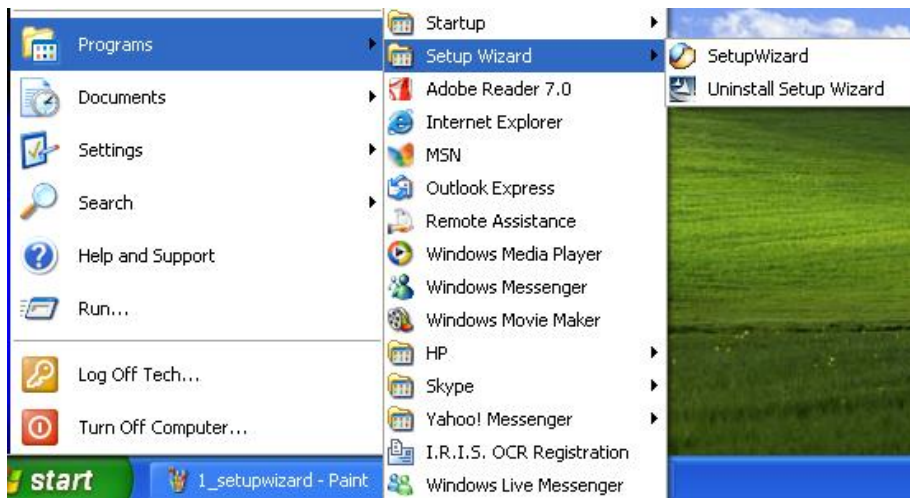 Programs
Documents
Settings
Search
Help and Support
Run...
Log Off Tech...
Turn Off Computer...
Startup
Setup Wizard
Adobe Reader 7.0
Internet Explorer
MSN
Outlook Express
Remote Assistance
Windows Media Player
Windows Messenger
Windows Movie Maker
HP
Skype
Yahoo! Messenger
I.R.I.S. OCR Registration
Windows Live Messenger
SetupWizard
Uninstall Setup Wizard
start
1_setupwizard - Paint